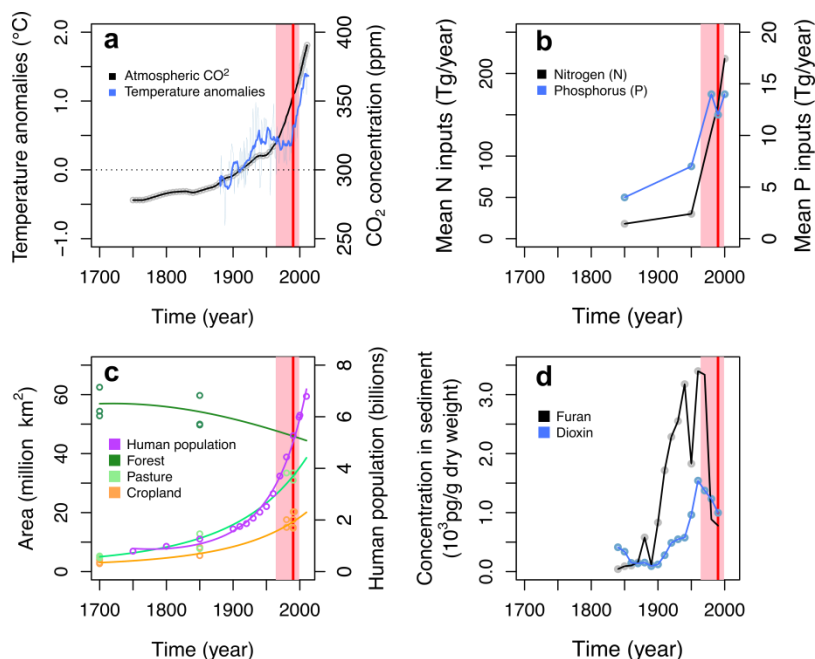 a
Temperature anomalies (°C)
−1.0 0.0 1.0 2.0
Atmospheric CO²
Temperature anomalies
CO₂ concentration (ppm)
250 300 350 400
1700 1800 1900 2000
Time (year)
b
Mean N inputs (Tg/year)
0 50 100 200
Nitrogen (N)
Phosphorus (P)
Mean P inputs (Tg/year)
0 5 10 15 20
1700 1800 1900 2000
Time (year)
c
Area (million km²)
0 20 40 60
Human population
Forest
Pasture
Cropland
Human population (billions)
0 2 4 6 8
1700 1800 1900 2000
Time (year)
d
Concentration in sediment
(10³pg/g dry weight)
0.0 1.0 2.0 3.0
Furan
Dioxin
1700 1800 1900 2000
Time (year)